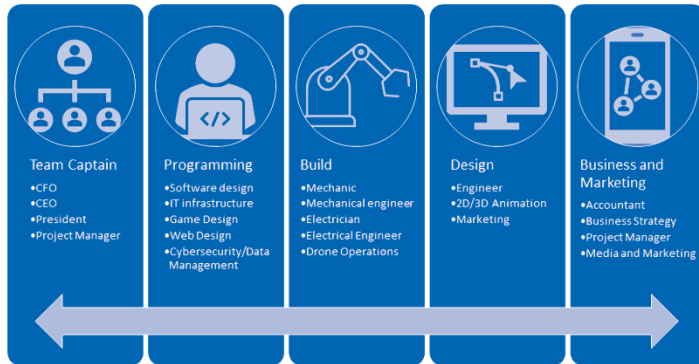 Team Captain
•CFO
•CEO
•President
•Project Manager
</>
Programming
•Software design
•IT infrastructure
•Game Design
•Web Design
•Cybersecurity/Data
Management
Build
•Mechanic
•Mechanical engineer
•Electrician
•Electrical Engineer
•Drone Operations
Design
•Engineer
•2D/3D Animation
•Marketing
Business and
Marketing
•Accountant
•Business Strategy
•Project Manager
•Media and Marketing